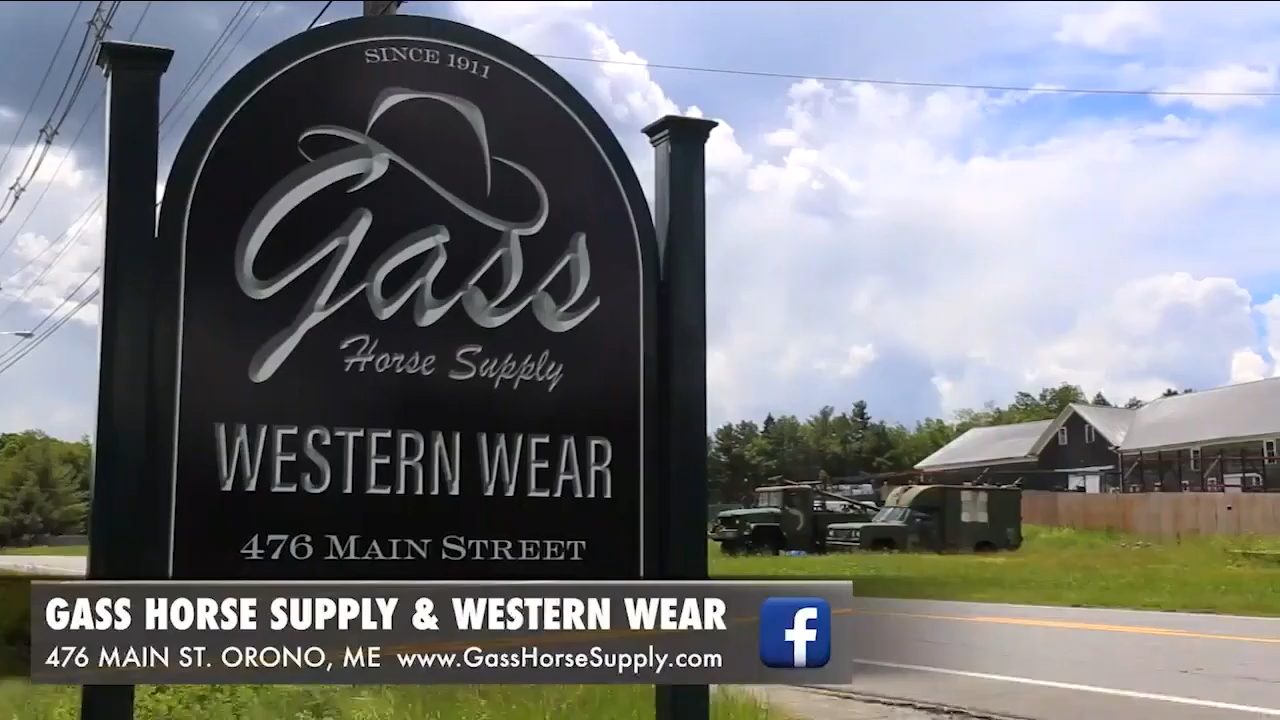 SINCE 1911
Gass
Horse Supply
WESTERN WEAR
476 MAIN STREET
GASS HORSE SUPPLY & WESTERN WEAR
476 MAIN ST. ORONO, ME www.GassHorseSupply.com
f